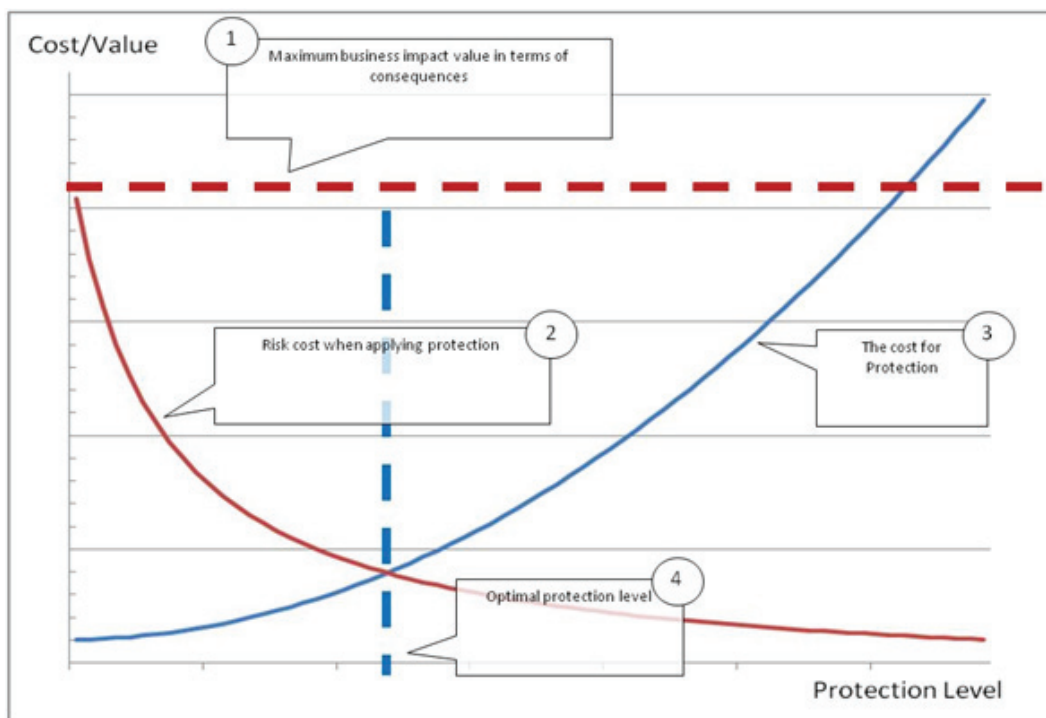 Cost/Value
1
Maximum business impact value in terms of
consequences
2
Risk cost when applying protection
3
The cost for
Protection
4
Optimal protection level
Protection Level